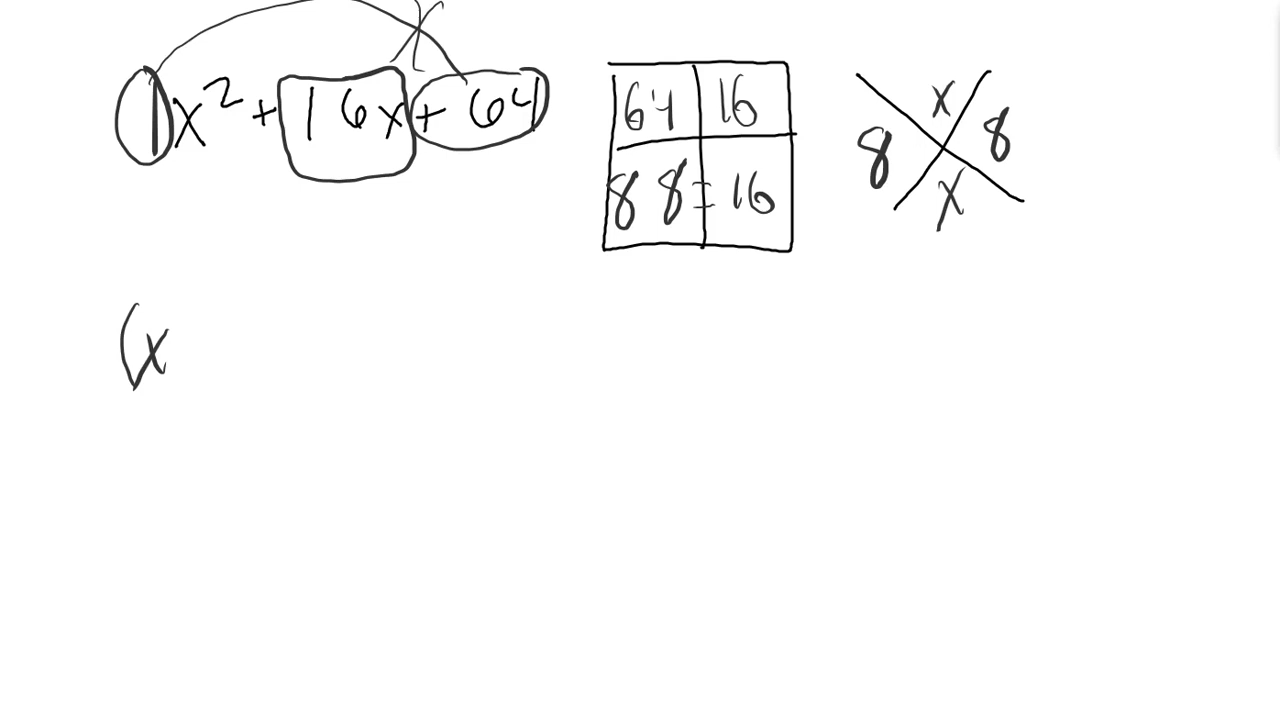 1x² + 16x + 64
x
64 16
8 8 = 16
x
8 8
x
(x